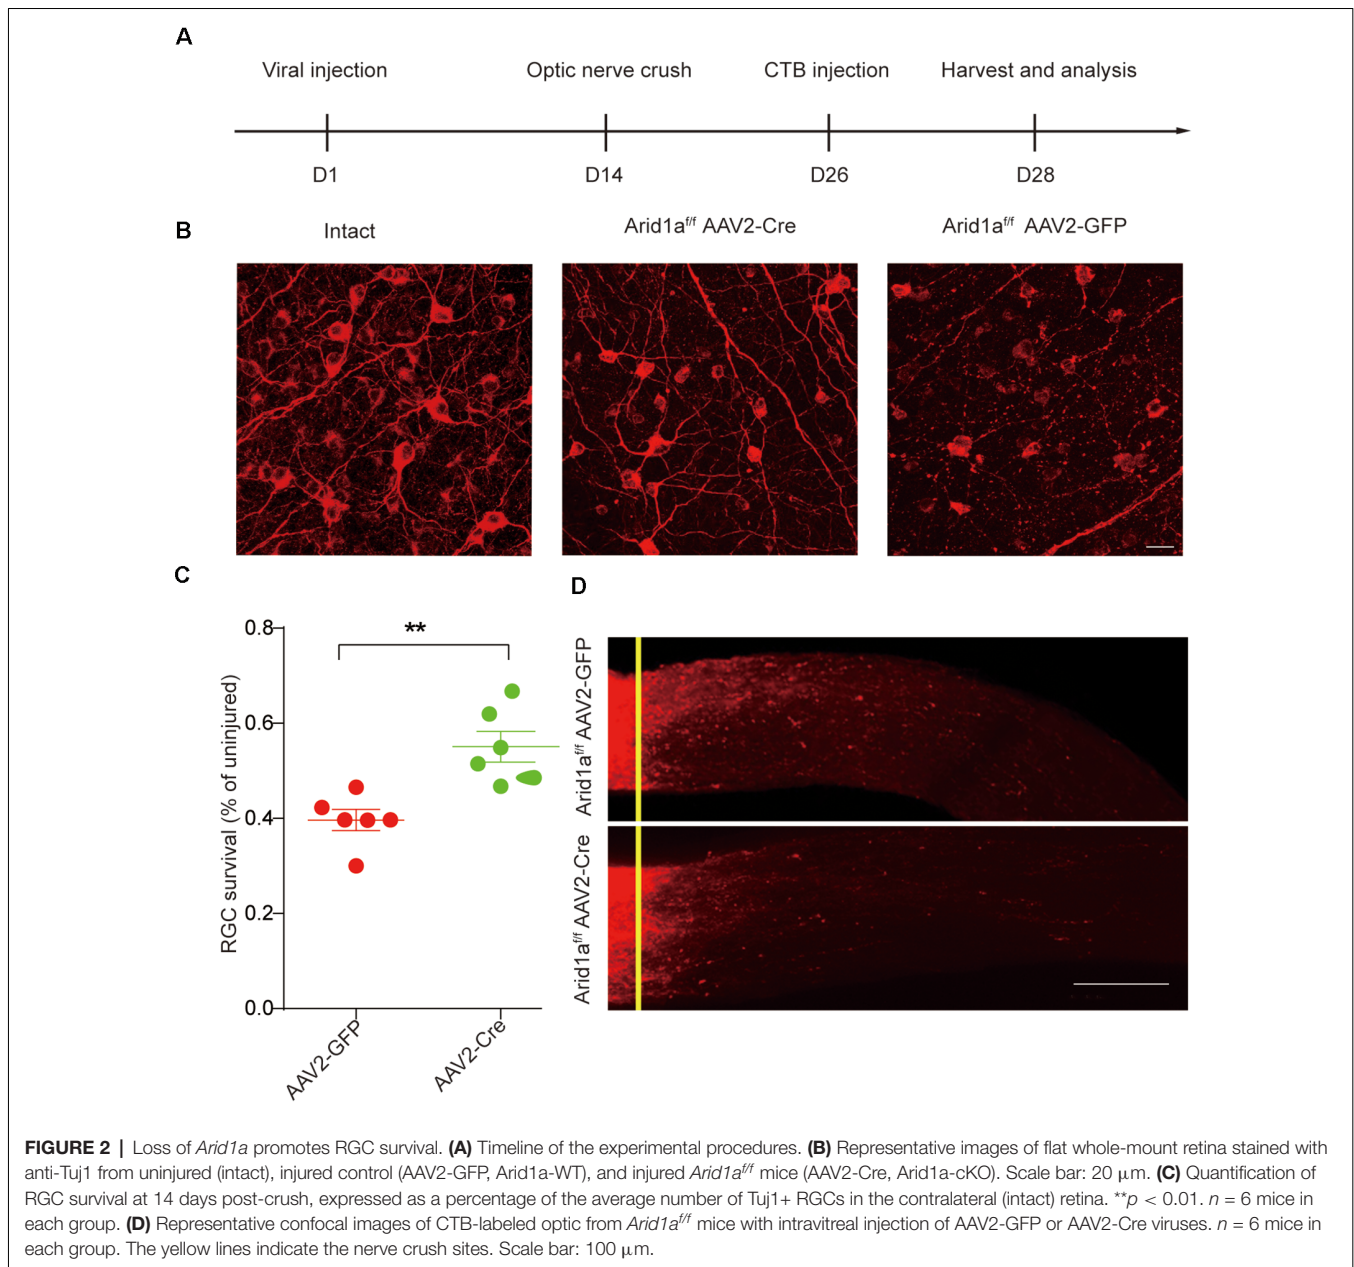 A
Viral injection
Optic nerve crush
CTB injection
Harvest and analysis
D1
D14
D26
D28
B
Intact
Arid1a^f/f AAV2-Cre
Arid1a^f/f AAV2-GFP
C
D
**
RGC survival (% of uninjured)
0.8
0.6
0.4
0.2
0.0
AAV2-GFP
AAV2-Cre
Arid1a^f/f AAV2-GFP
Arid1a^f/f AAV2-Cre
FIGURE 2 | Loss of Arid1a promotes RGC survival. (A) Timeline of the experimental procedures. (B) Representative images of flat whole-mount retina stained with
anti-Tuj1 from uninjured (intact), injured control (AAV2-GFP, Arid1a-WT), and injured Arid1a^f/f mice (AAV2-Cre, Arid1a-cKO). Scale bar: 20 μm. (C) Quantification of
RGC survival at 14 days post-crush, expressed as a percentage of the average number of Tuj1+ RGCs in the contralateral (intact) retina. **p < 0.01. n = 6 mice in
each group. (D) Representative confocal images of CTB-labeled optic from Arid1a^f/f mice with intravitreal injection of AAV2-GFP or AAV2-Cre viruses. n = 6 mice in
each group. The yellow lines indicate the nerve crush sites. Scale bar: 100 μm.